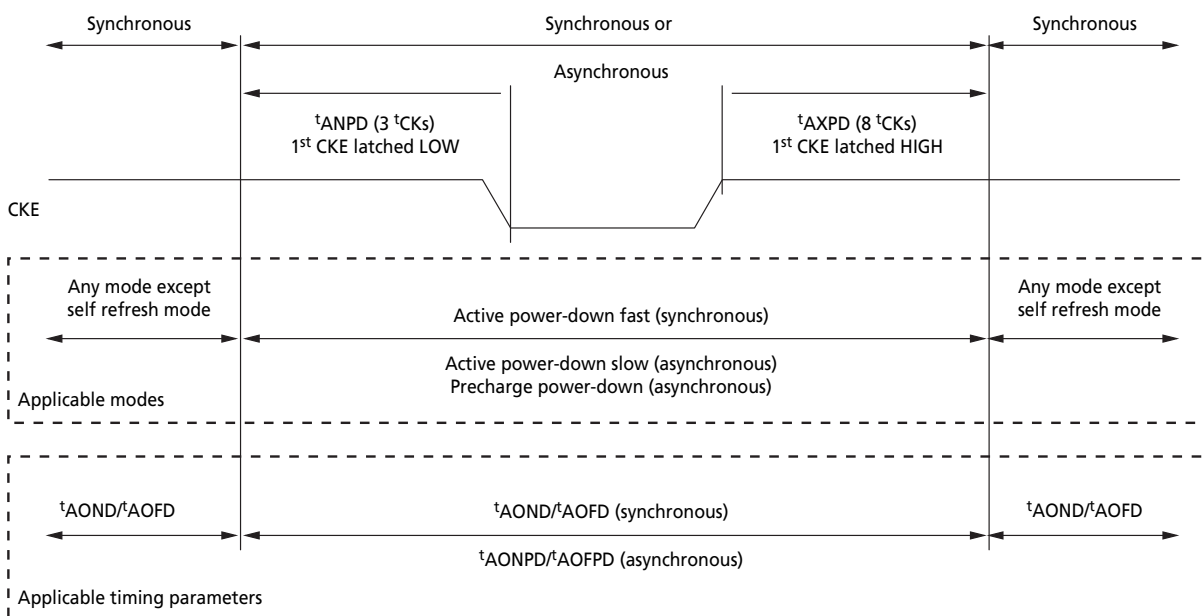 Synchronous
Synchronous or
Asynchronous
Synchronous
tANPD (3 tCKs)
1st CKE latched LOW
tAXPD (8 tCKs)
1st CKE latched HIGH
CKE
Any mode except
self refresh mode
Active power-down fast (synchronous)
Active power-down slow (asynchronous)
Precharge power-down (asynchronous)
Any mode except
self refresh mode
Applicable modes
tAOND/tAOFD
tAOND/tAOFD (synchronous)
tAONPD/tAOFPD (asynchronous)
tAOND/tAOFD
Applicable timing parameters